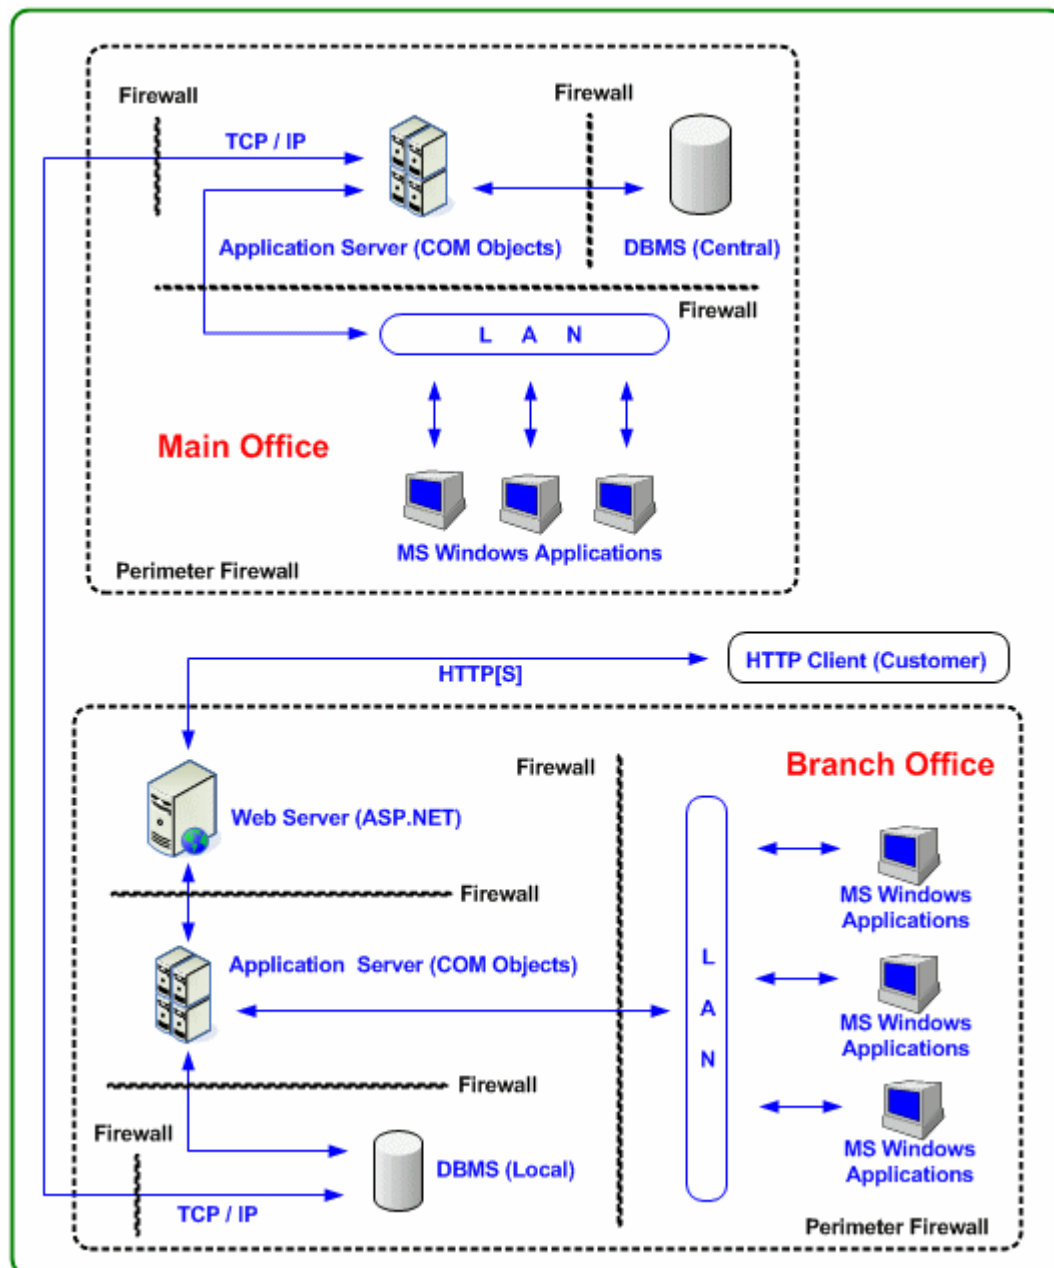 Firewall
Firewall
TCP / IP
Application Server (COM Objects)
DBMS (Central)
Firewall
L A N
Main Office
MS Windows Applications
Perimeter Firewall
HTTP Client (Customer)
HTTP[S]
Firewall
Branch Office
Web Server (ASP.NET)
Firewall
MS Windows
Applications
Application Server (COM Objects)
L
A
N
MS Windows
Applications
Firewall
Firewall
DBMS (Local)
MS Windows
Applications
TCP / IP
Perimeter Firewall